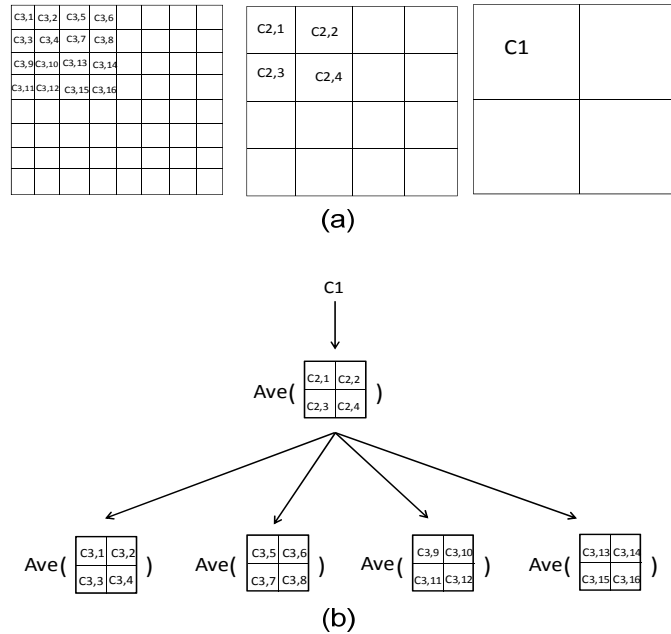 C3,1 C3,2 C3,5 C3,6
C3,3 C3,4 C3,7 C3,8
C3,9 C3,10 C3,13 C3,14
C3,11 C3,12 C3,15 C3,16
C2,1 C2,2
C2,3 C2,4
C1
(a)
C1
Ave(
C2,1 C2,2
C2,3 C2,4
)
Ave(
C3,1 C3,2
C3,3 C3,4
)
Ave(
C3,5 C3,6
C3,7 C3,8
)
Ave(
C3,9 C3,10
C3,11 C3,12
)
Ave(
C3,13 C3,14
C3,15 C3,16
)
(b)